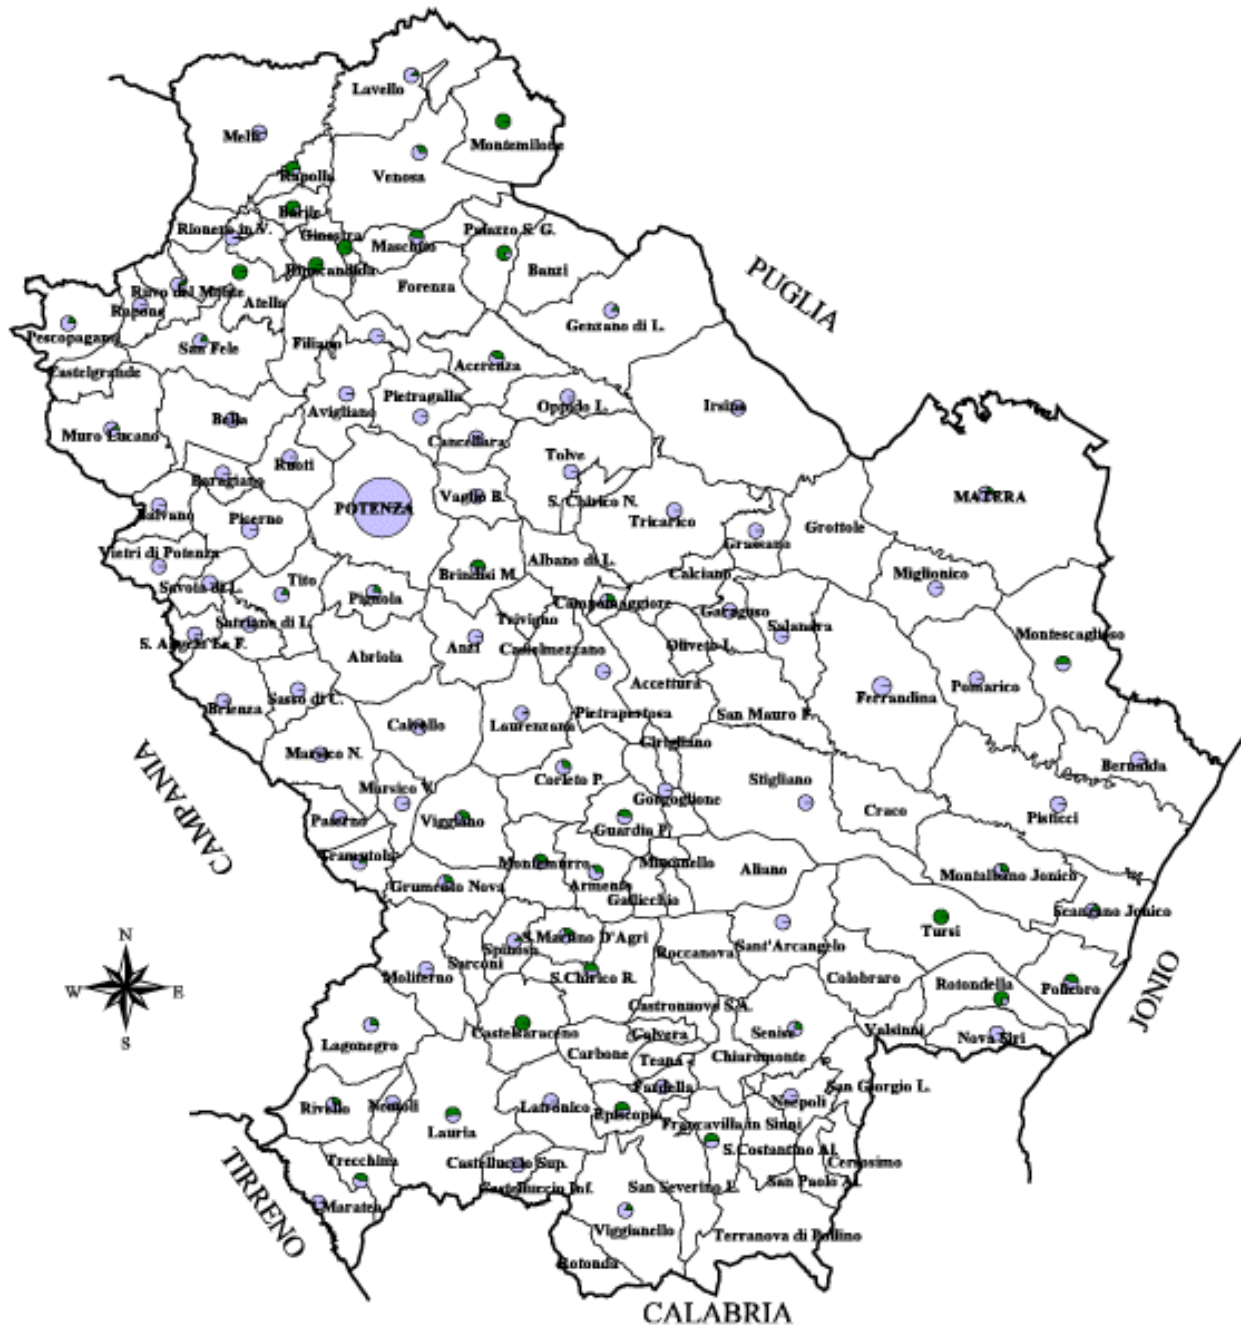 Lavello
Melfi
Montemilone
Rapolla
Venosa
Barile
Rionero in V.
Ginestra
Maschito
Palazzo S. G.
Banzi
Ripacandida
Forenza
Ruvo del Monte
Rapone
Atella
Genzano di L.
PUGLIA
Pescopagano
San Fele
Filiano
Acerenza
Castelgrande
Pietragalla
Oppido L.
Irsina
Avigliano
Muro Lucano
Bella
Cancellara
Ruoti
Tolve
Baragiano
Vaglio B.
S. Chirico N.
MATERA
POTENZA
Balvano
Picerno
Tricarico
Grottole
Grassano
Vietri di Potenza
Albano di L.
Brindisi M.
Calciano
Miglionico
Savoia di L.
Tito
Pignola
Campomaggiore
Garaguso
Satriano di L.
Trivigno
Salandra
Montescaglioso
S. Angelo Le F.
Anzi
Castelmezzano
Oliveto L.
Abriola
Accettura
Sasso di C.
Ferrandina
Pomarico
Brienza
Pietrapertosa
San Mauro F.
Calvello
Laurenzana
Cirigliano
Marsico N.
Bernalda
Corleto P.
Stigliano
Marsico V.
Gorgoglione
CAMPANIA
Craco
Pisticci
Paterno
Viggiano
Guardia P.
Tramutola
Montemurro
Missanello
Aliano
Montalbano Jonico
Grumento Nova
Armento
Gallicchio
Scanzano Jonico
Tursi
S.Martino D'Agri
Spinoso
Sant'Arcangelo
Roccanova
N
Sarconi
W
E
Moliterno
S.Chirico R.
Colobraro
Rotondella
Policoro
JONIO
S
Castronuovo S.A.
Lagonegro
Castelsaraceno
Calvera
Senise
Valsinni
Nova Siri
Carbone
Teana
Chiaromonte
Fardella
San Giorgio L.
Noepoli
Rivello
Nemoli
Latronico
Episcopia
Francavilla in Sinni
Lauria
S.Costantino Al.
Trecchina
Castelluccio Sup.
Cersosimo
TIRRENO
Castelluccio Inf.
San Severino L.
San Paolo Al.
Maratea
Viggianello
Terranova di Pollino
Rotonda
CALABRIA